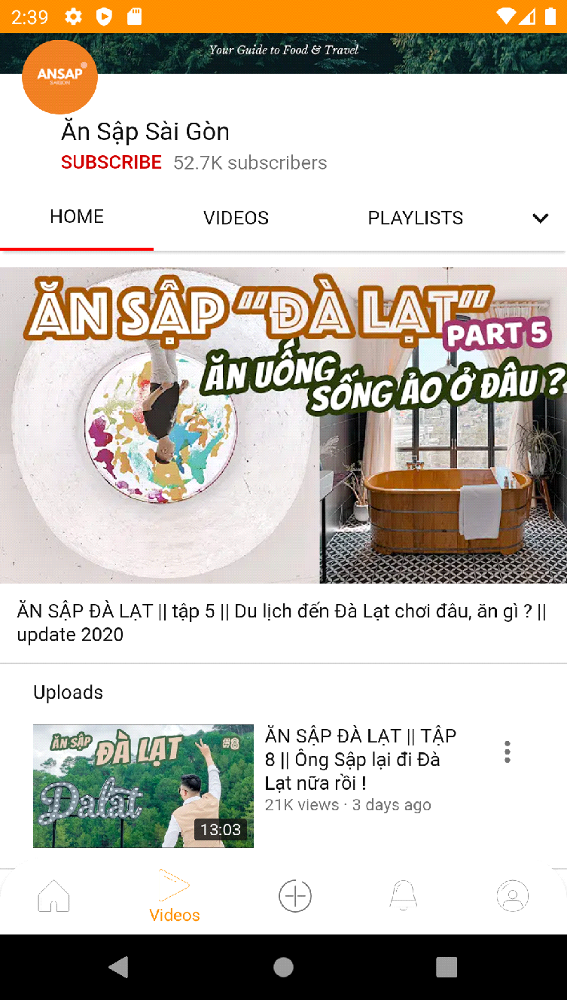 2:39
Your Guide to Food & Travel
ANSAP
SAIGON
Ăn Sập Sài Gòn
SUBSCRIBE 52.7K subscribers
HOME VIDEOS PLAYLISTS
ĂN SẬP "ĐÀ LẠT"
PART 5
ĂN UỐNG
SỐNG ẢO Ở ĐÂU ?
ĂN SẬP ĐÀ LẠT || tập 5 || Du lịch đến Đà Lạt chơi đâu, ăn gì ? ||
update 2020
Uploads
ĂN SẬP
ĐÀ LẠT
#8
Dalat
13:03
ĂN SẬP ĐÀ LẠT || TẬP
8 || Ông Sập lại đi Đà
Lạt nữa rồi !
21K views · 3 days ago
Videos